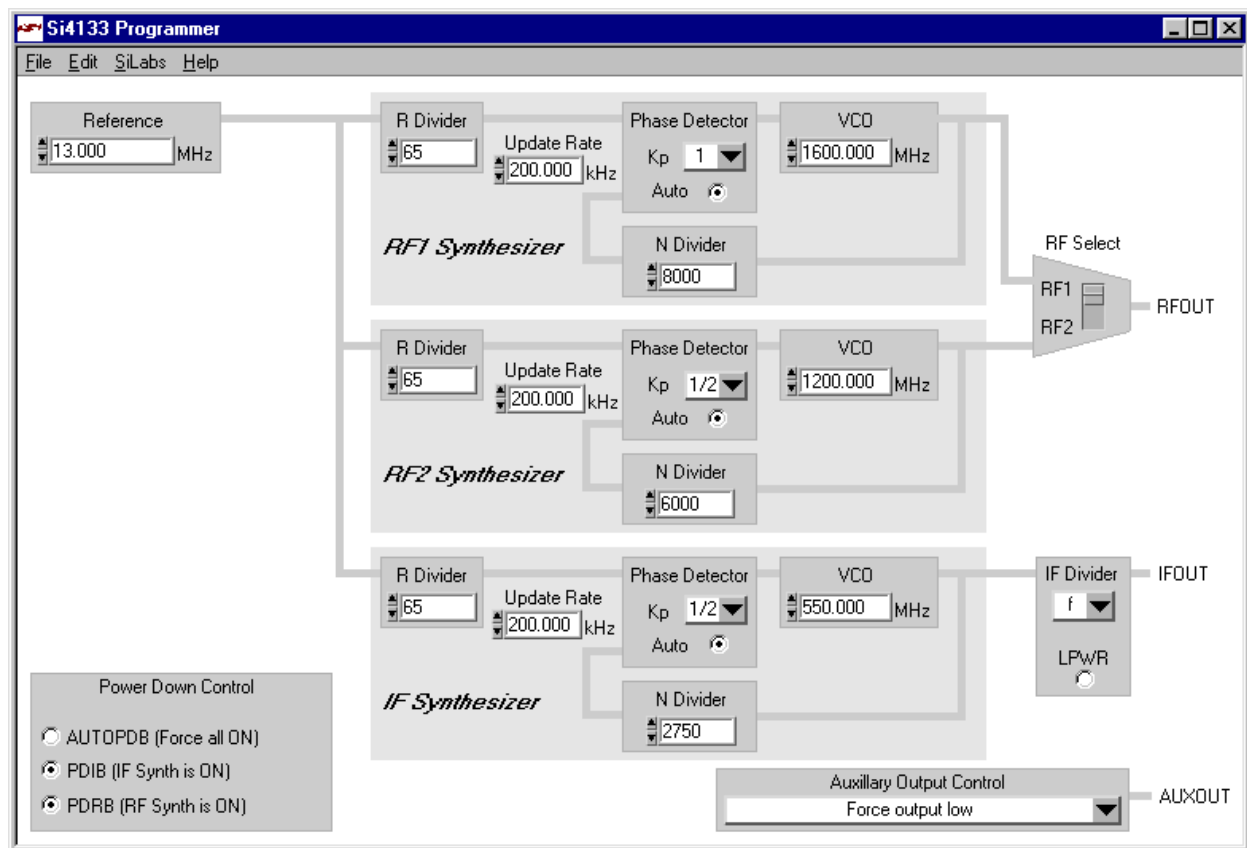 Si4133 Programmer
File Edit SiLabs Help
Reference
13.000 MHz
R Divider
65
Update Rate
200.000 kHz
Phase Detector
Kp 1
Auto
VCO
1600.000 MHz
RF1 Synthesizer
N Divider
8000
RF Select
RF1
RF2
RFOUT
R Divider
65
Update Rate
200.000 kHz
Phase Detector
Kp 1/2
Auto
VCO
1200.000 MHz
RF2 Synthesizer
N Divider
6000
R Divider
65
Update Rate
200.000 kHz
Phase Detector
Kp 1/2
Auto
VCO
550.000 MHz
IF Divider
f
LPWR
IFOUT
IF Synthesizer
N Divider
2750
Power Down Control
AUTOPDB (Force all ON)
PDIB (IF Synth is ON)
PDRB (RF Synth is ON)
Auxillary Output Control
Force output low
AUXOUT